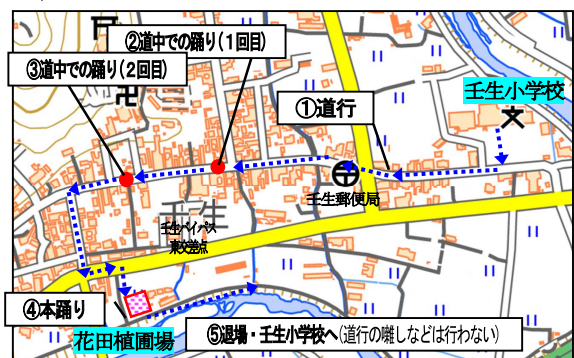 ②道中での踊り(1回目)
③道中での踊り(2回目)
①道行
壬生小学校
壬生郵便局
壬生
壬生バイパス
東交差点
④本踊り
花田植圃場
⑤退場・壬生小学校へ(道行の囃しなどは行わない)